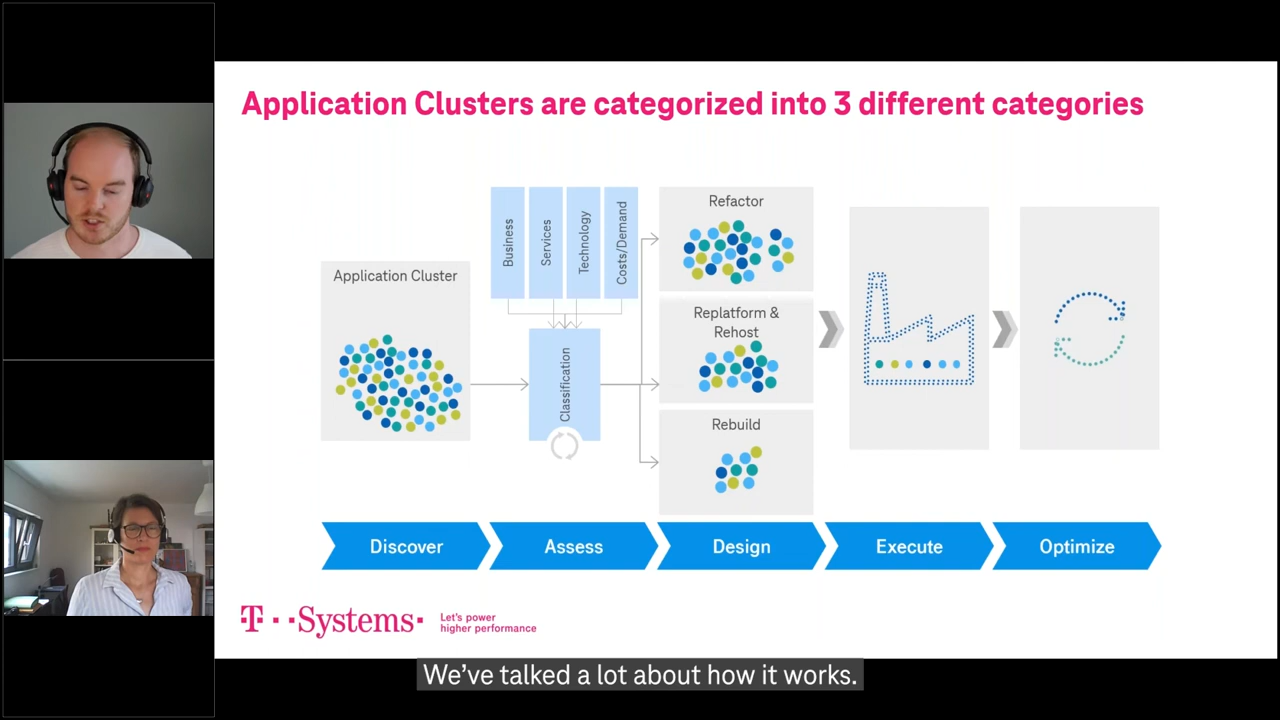 Application Clusters are categorized into 3 different categories
Application Cluster
Business
Services
Technology
Costs/Demand
Classification
Refactor
Replatform &
Rehost
Rebuild
Discover
Assess
Design
Execute
Optimize
T··Systems·
Let's power
higher performance
We've talked a lot about how it works.